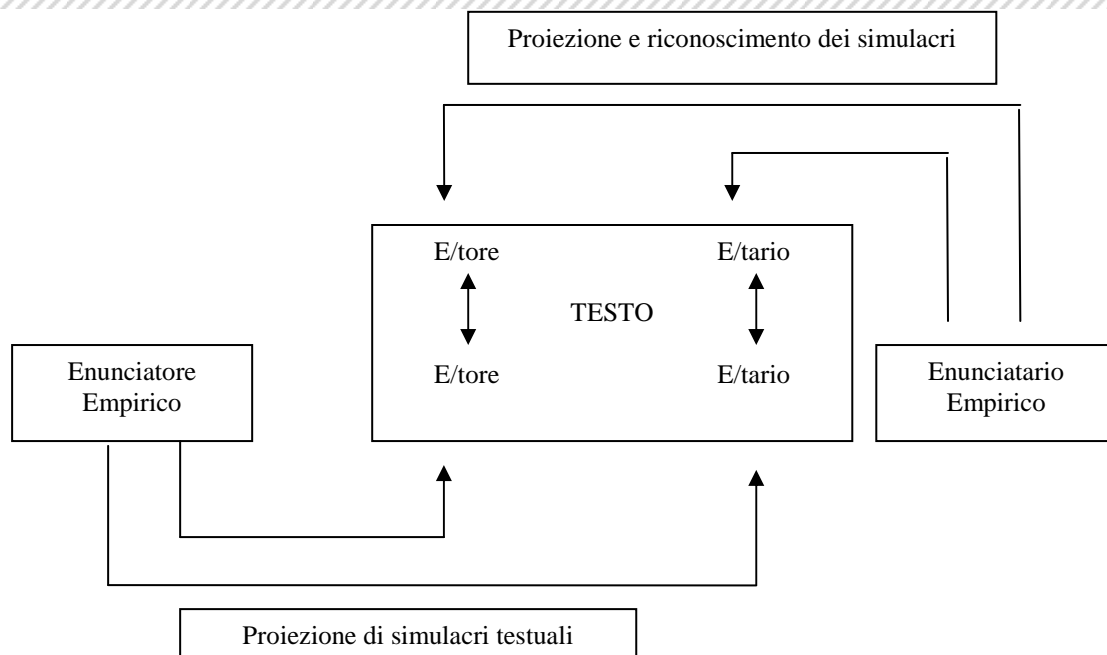 Proiezione e riconoscimento dei simulacri
E/tore E/tario
TESTO
E/tore E/tario
Enunciatore
Empirico
Enunciatario
Empirico
Proiezione di simulacri testuali